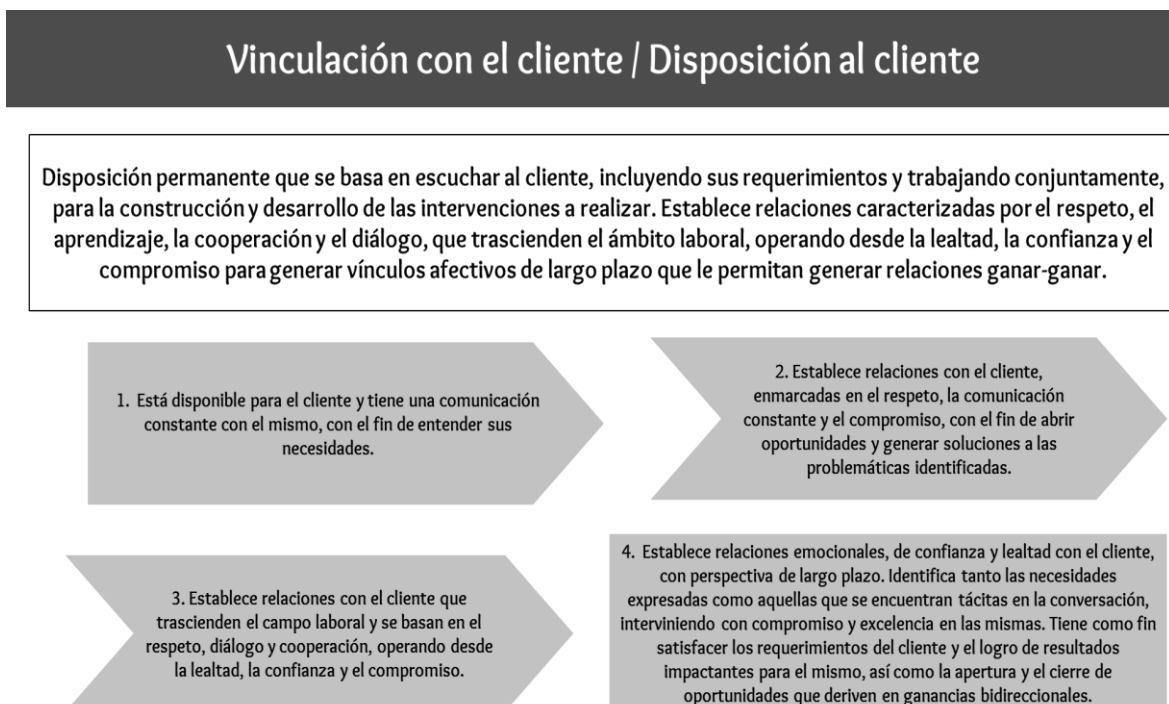 Vinculación con el cliente / Disposición al cliente
Disposición permanente que se basa en escuchar al cliente, incluyendo sus requerimientos y trabajando conjuntamente,
para la construcción y desarrollo de las intervenciones a realizar. Establece relaciones caracterizadas por el respeto, el
aprendizaje, la cooperación y el diálogo, que trascienden el ámbito laboral, operando desde la lealtad, la confianza y el
compromiso para generar vínculos afectivos de largo plazo que le permitan generar relaciones ganar-ganar.
1. Está disponible para el cliente y tiene una comunicación
constante con el mismo, con el fin de entender sus
necesidades.
2. Establece relaciones con el cliente,
enmarcadas en el respeto, la comunicación
constante y el compromiso, con el fin de abrir
oportunidades y generar soluciones a las
problemáticas identificadas.
3. Establece relaciones con el cliente que
trascienden el campo laboral y se basan en el
respeto, diálogo y cooperación, operando desde
la lealtad, la confianza y el compromiso.
4. Establece relaciones emocionales, de confianza y lealtad con el cliente,
con perspectiva de largo plazo. Identifica tanto las necesidades
expresadas como aquellas que se encuentran tácitas en la conversación,
interviniendo con compromiso y excelencia en las mismas. Tiene como fin
satisfacer los requerimientos del cliente y el logro de resultados
impactantes para el mismo, así como la apertura y el cierre de
oportunidades que deriven en ganancias bidireccionales.